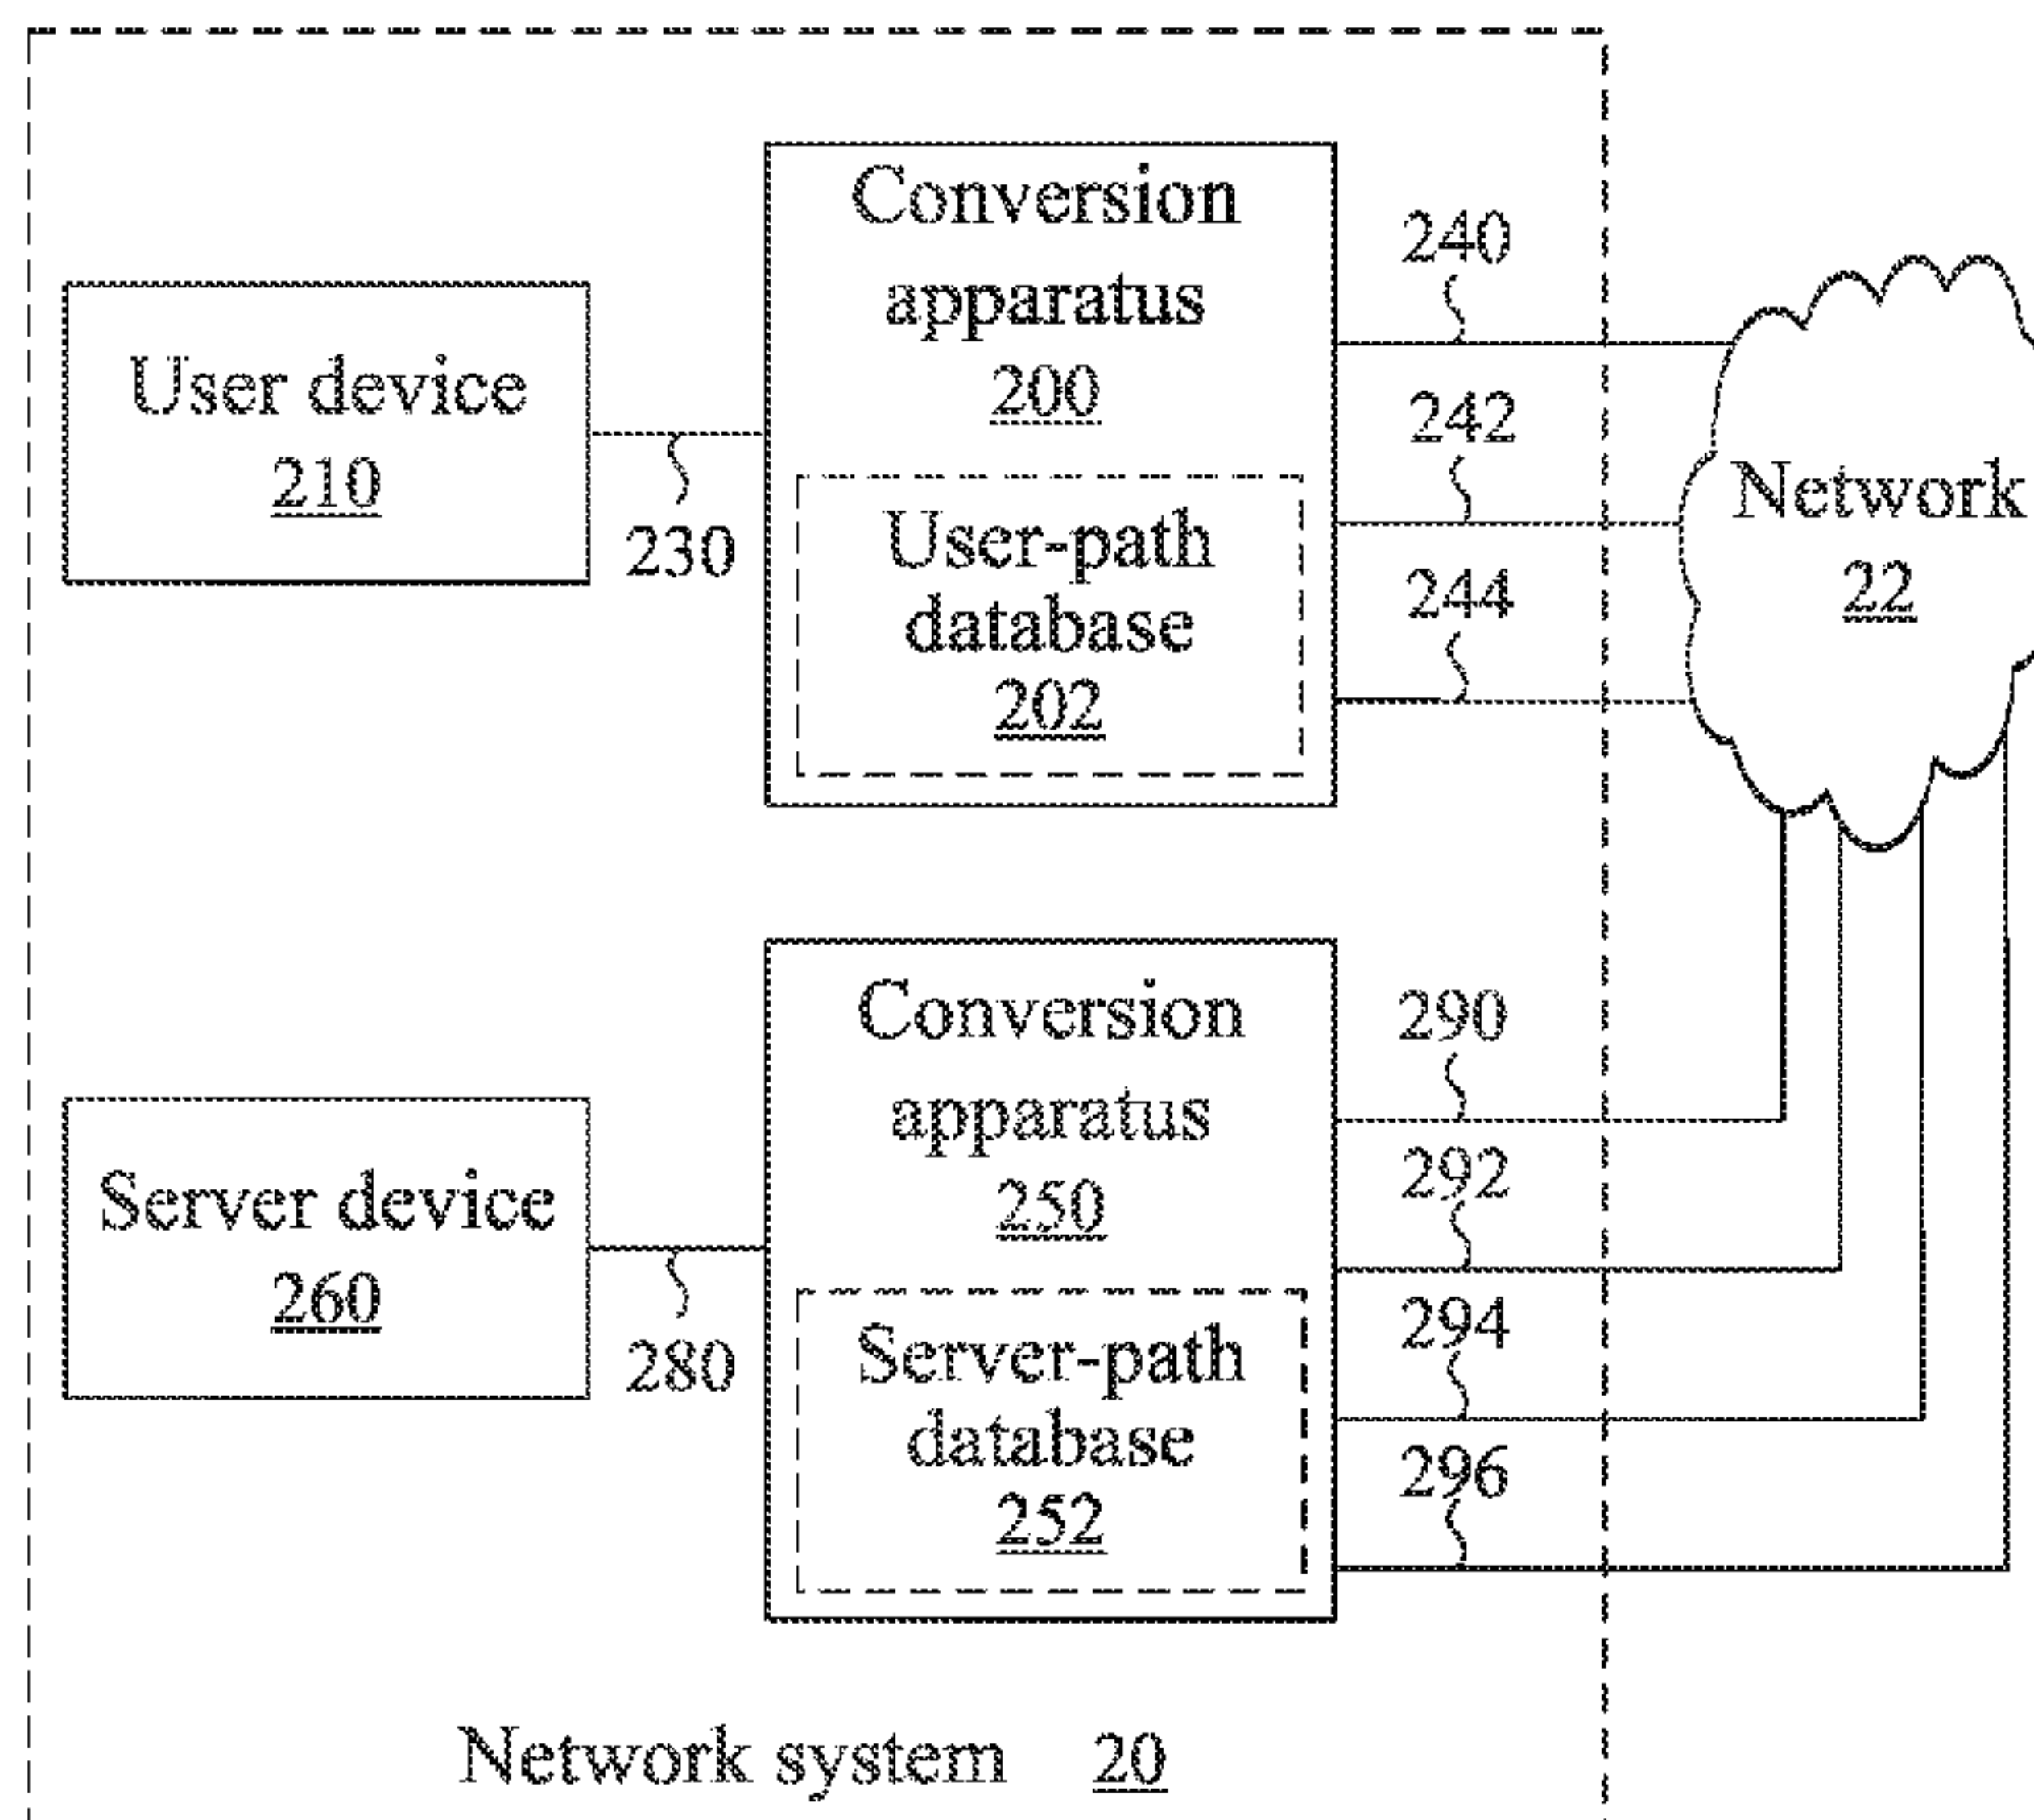 Conversion
apparatus
200
User-path
database
202
User device
210
230
240
242
244
Network
22
Conversion
apparatus
250
Server-path
database
252
Server device
260
280
290
292
294
296
Network system 20